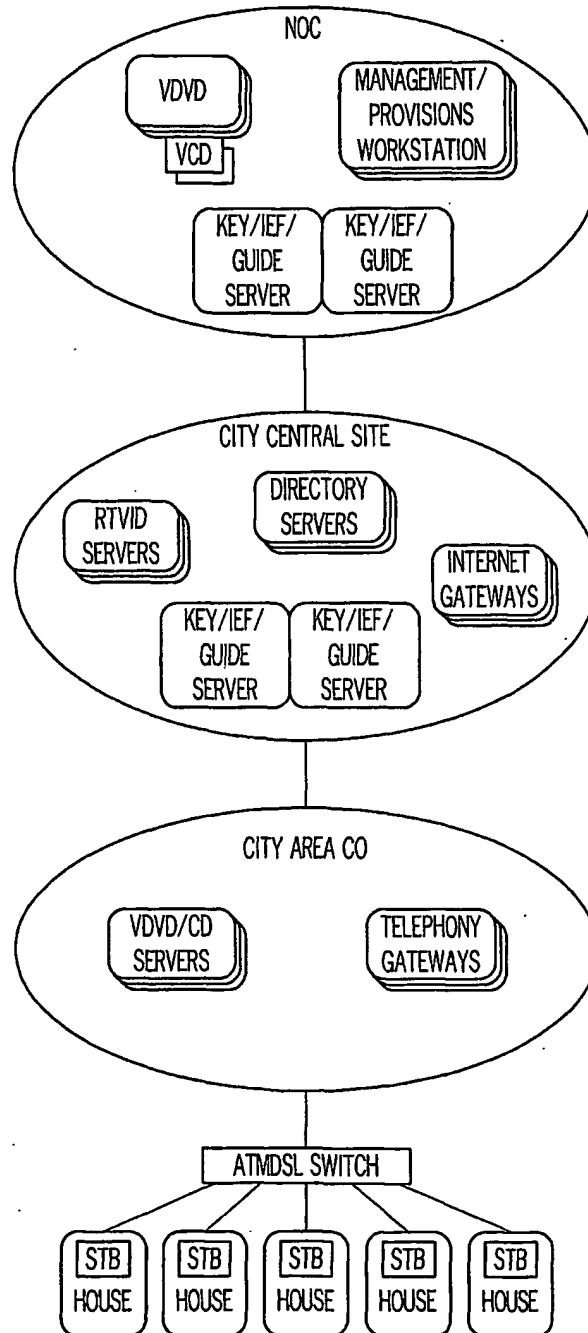 NOC
VDVD
VCD
MANAGEMENT/
PROVISIONS
WORKSTATION
KEY/IEF/
GUIDE
SERVER
KEY/IEF/
GUIDE
SERVER
CITY CENTRAL SITE
RTVID
SERVERS
DIRECTORY
SERVERS
INTERNET
GATEWAYS
KEY/IEF/
GUIDE
SERVER
KEY/IEF/
GUIDE
SERVER
CITY AREA CO
VDVD/CD
SERVERS
TELEPHONY
GATEWAYS
ATMDSL SWITCH
STB
HOUSE
STB
HOUSE
STB
HOUSE
STB
HOUSE
STB
HOUSE